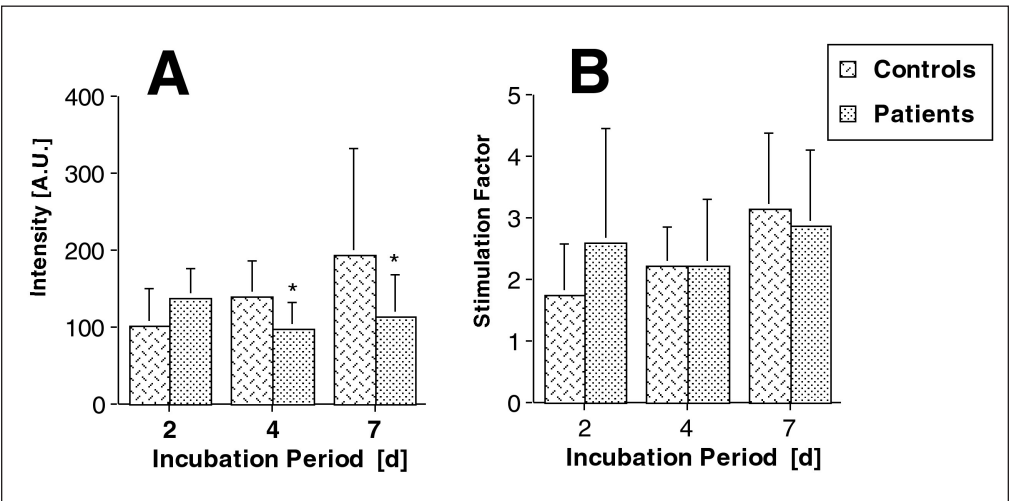 A
Intensity [A.U.]
400
300
200
100
0
*
*
2 4 7
Incubation Period [d]
B
Stimulation Factor
5
4
3
2
1
0
2 4 7
Incubation Period [d]
Controls
Patients